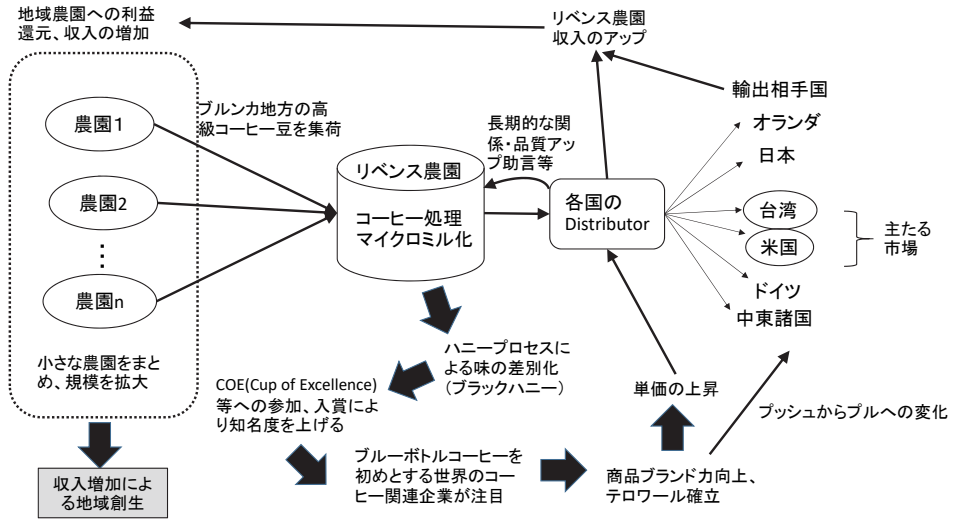 地域農園への利益
還元、収入の増加
リベンス農園
収入のアップ
輸出相手国
農園1
農園2
・
・
・
農園n
小さな農園をまと
め、規模を拡大
収入増加によ
る地域創生
ブルンカ地方の高
級コーヒー豆を集荷
リベンス農園
コーヒー処理
マイクロミル化
長期的な関
係・品質アッ
プ助言等
各国の
Distributor
オランダ
日本
台湾
米国
ドイツ
中東諸国
主たる
市場
ハニープロセスに
よる味の差別化
（ブラックハニー）
COE(Cup of Excellence)
等への参加、入賞によ
り知名度を上げる
ブルーボトルコーヒーを
初めとする世界のコー
ヒー関連企業が注目
商品ブランド力向上、
テロワール確立
単価の上昇
プッシュからプルへの変化